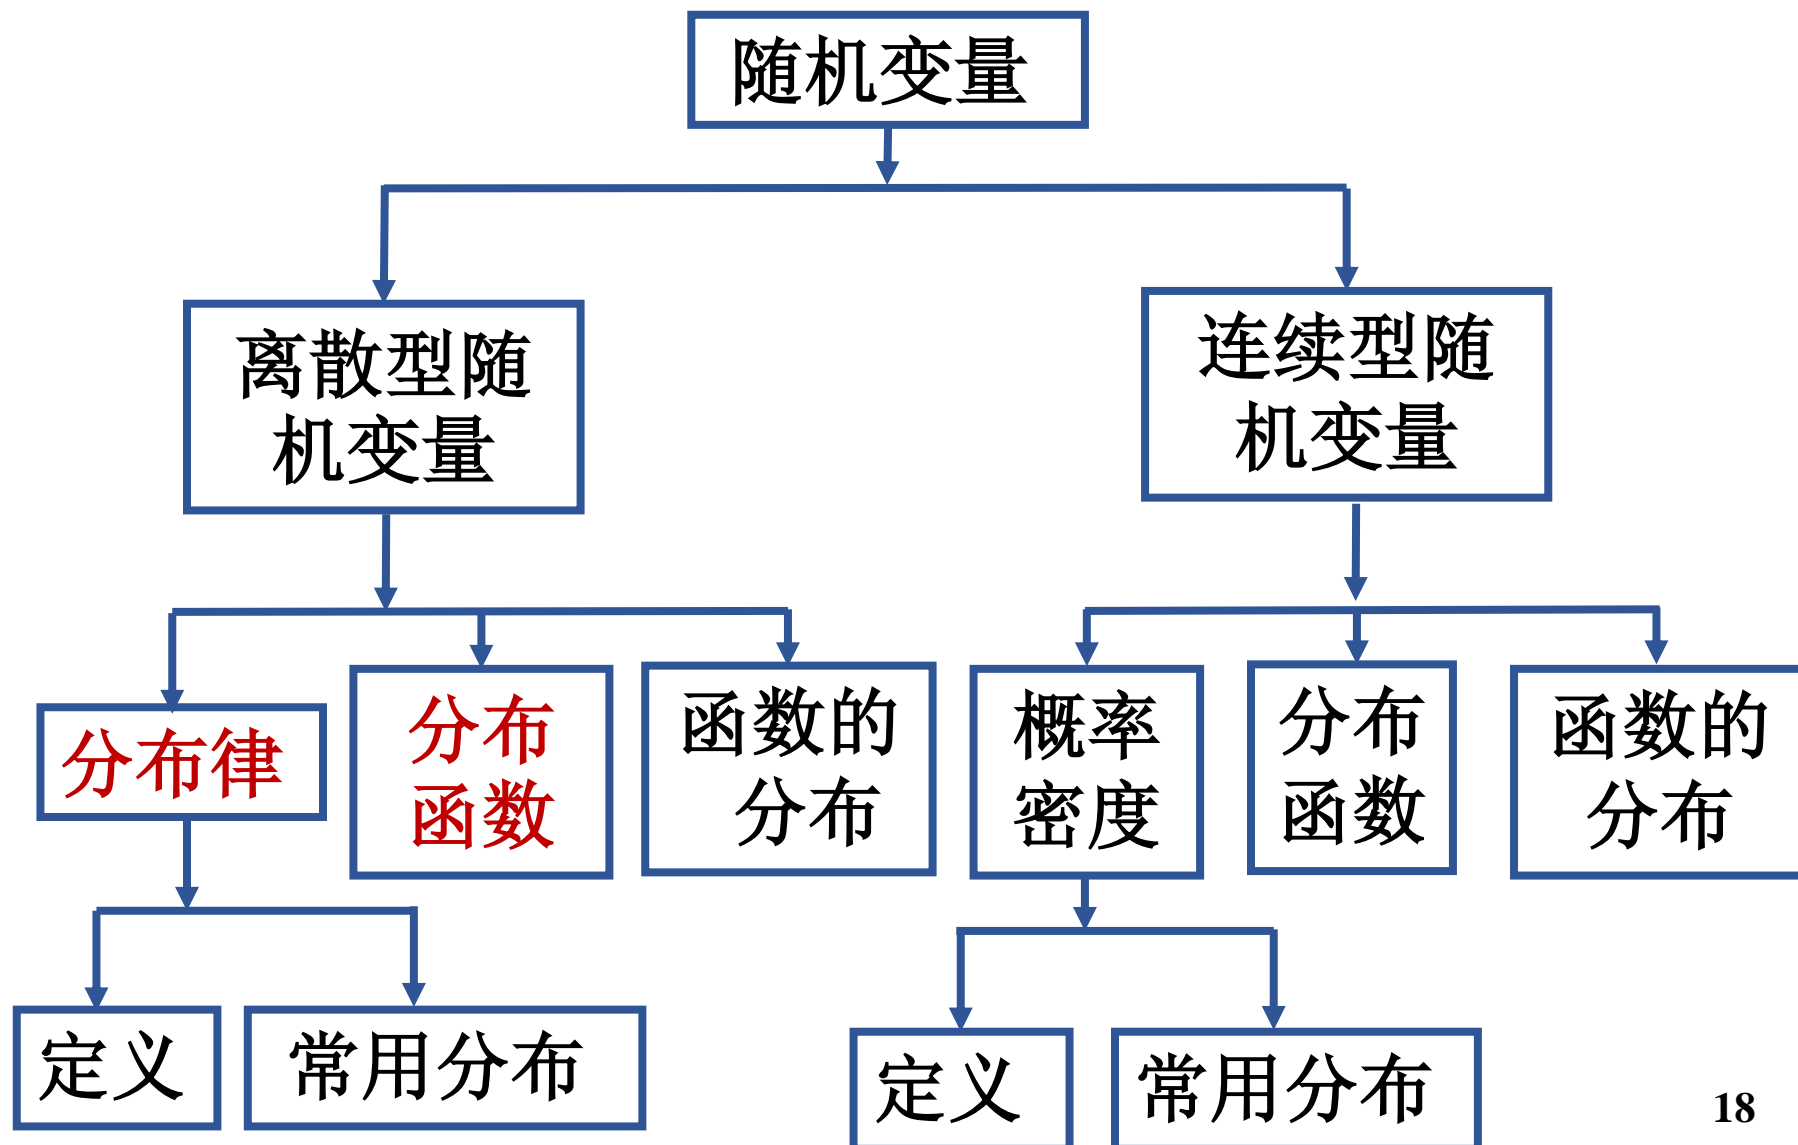 随机变量
离散型随
机变量
连续型随
机变量
分布律
分布
函数
函数的
分布
概率
密度
分布
函数
函数的
分布
定义
常用分布
定义
常用分布
18